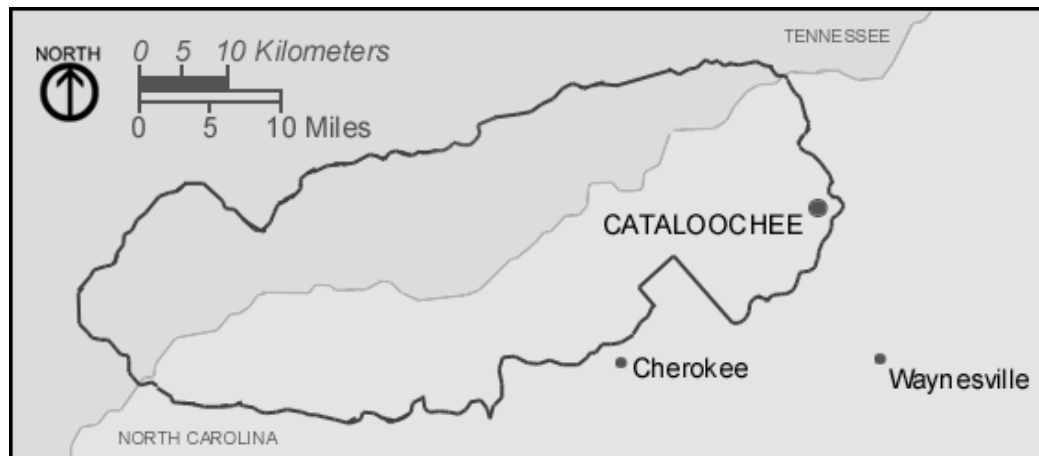 TENNESSEE
NORTH
0 5 10 Kilometers
0 5 10 Miles
CATALOOCHEE
Cherokee
Waynesville
NORTH CAROLINA